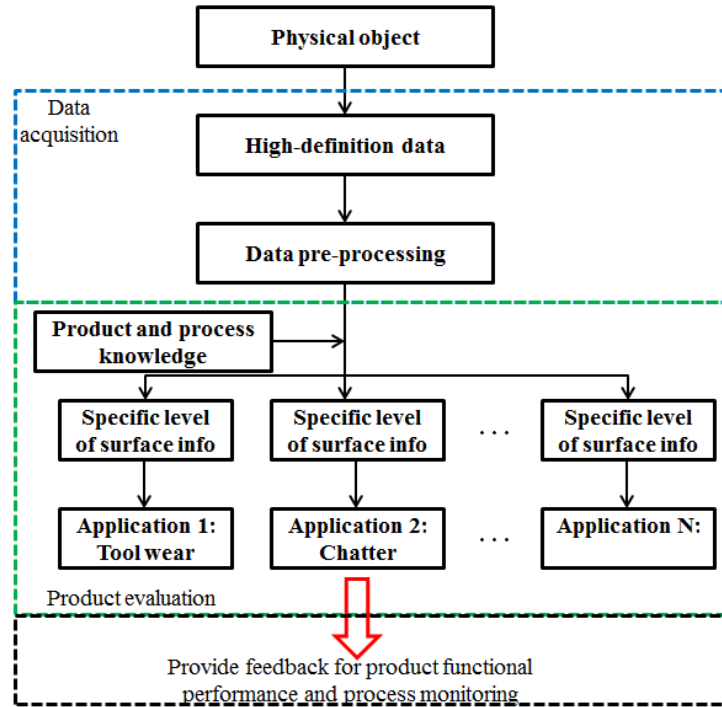 Physical object
Data
acquisition
High-definition data
Data pre-processing
Product and process
knowledge
Specific level
of surface info
Specific level
of surface info
...
Specific level
of surface info
Application 1:
Tool wear
Application 2:
Chatter
...
Application N:
Product evaluation
Provide feedback for product functional
performance and process monitoring